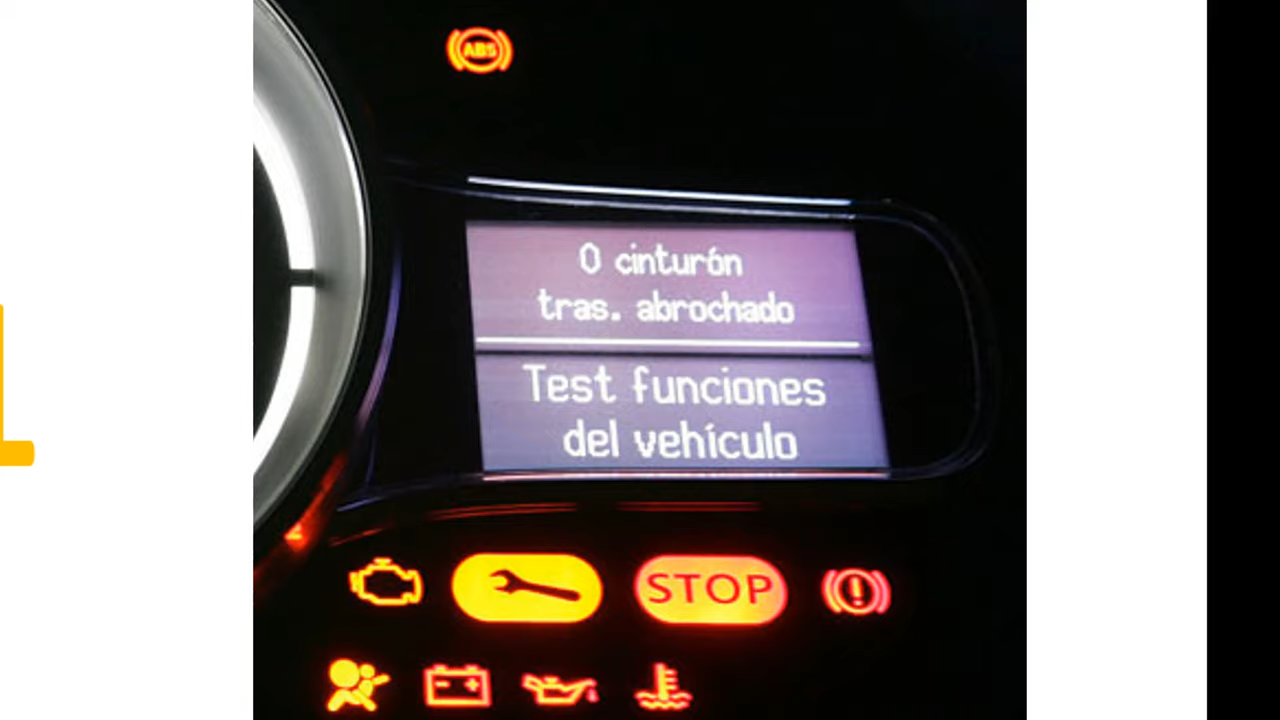 ABS
0 cinturón
tras. abrochado
Test funciones
del vehículo
STOP